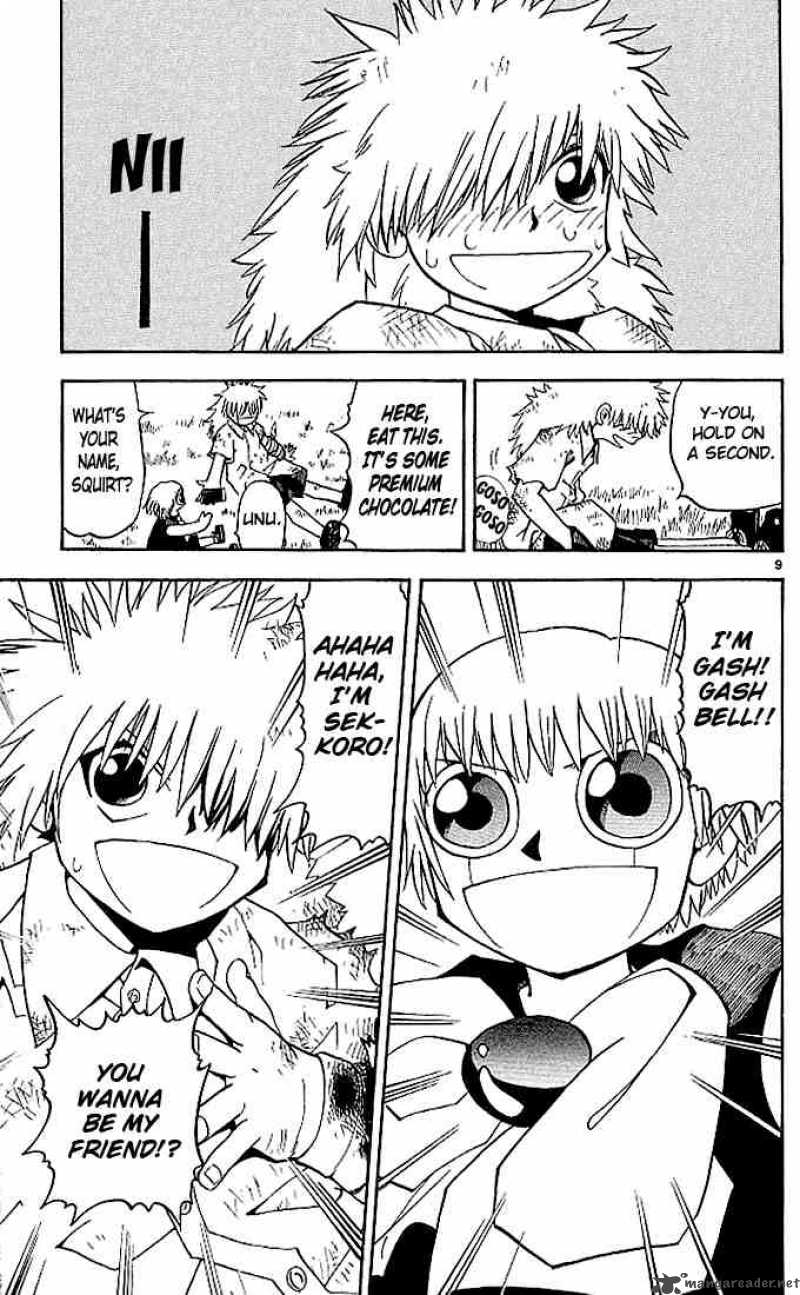 NII
Y-YOU,
HOLD ON
A SECOND.
GOSO
GOSO
HERE,
EAT THIS.
IT'S SOME
PREMIUM
CHOCOLATE!
UNU.
WHAT'S
YOUR
NAME,
SQUIRT?
9
I'M
GASH!
GASH
BELL!!
AHAHA
HAHA,
I'M
SEK-
KORO!
YOU
WANNA
BE MY
FRIEND!?
mangareader.net